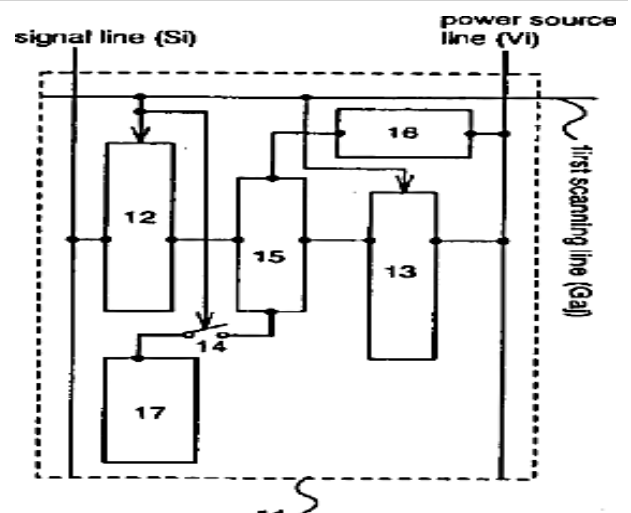 signal line (Si)
power source
line (Vi)
first scanning line (Gaj)
16
12
15
13
14
17